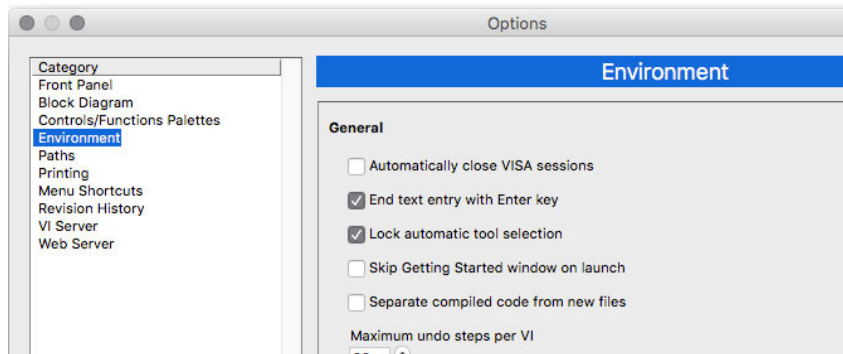 Options
Category
Front Panel
Block Diagram
Controls/Functions Palettes
Environment
Paths
Printing
Menu Shortcuts
Revision History
VI Server
Web Server
Environment
General
Automatically close VISA sessions
End text entry with Enter key
Lock automatic tool selection
Skip Getting Started window on launch
Separate compiled code from new files
Maximum undo steps per VI